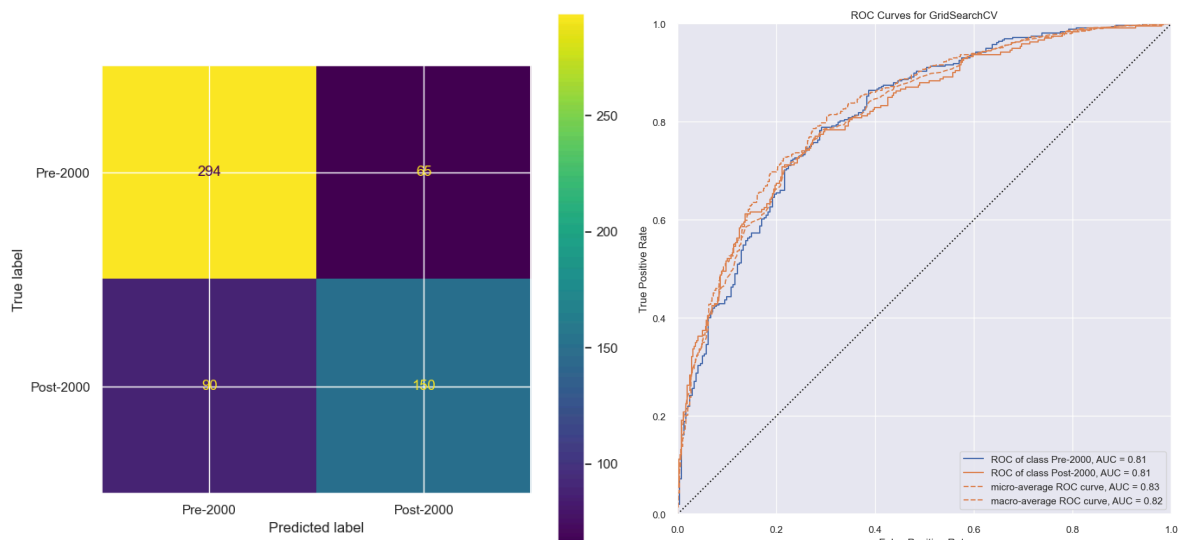 Pre-2000
294
65
Post-2000
90
150
Pre-2000
Post-2000
Predicted label
True label
250
200
150
100
ROC Curves for GridSearchCV
1.0
0.8
0.6
0.4
0.2
0.0
True Positive Rate
ROC of class Pre-2000, AUC = 0.81
ROC of class Post-2000, AUC = 0.81
micro-average ROC curve, AUC = 0.83
macro-average ROC curve, AUC = 0.82
0.0
0.2
0.4
0.6
0.8
1.0